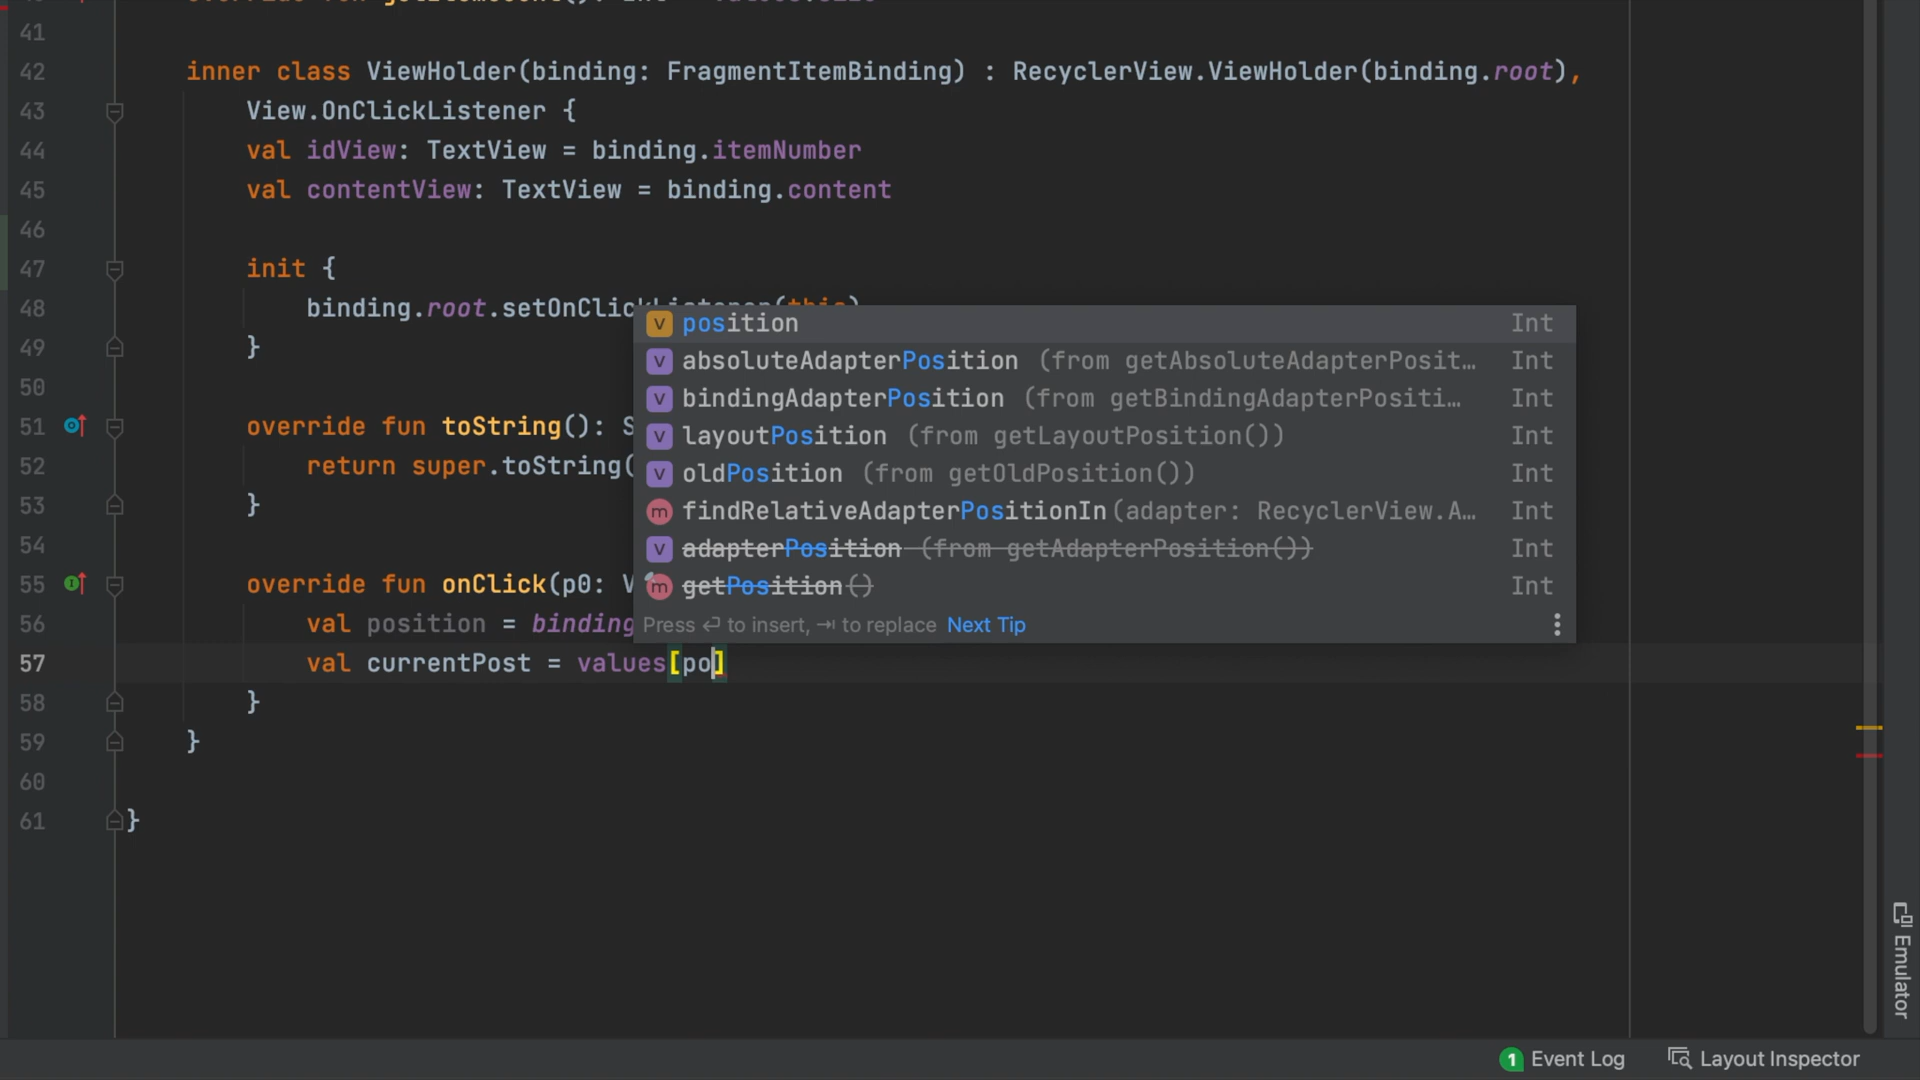 41
42 inner class ViewHolder(binding: FragmentItemBinding) : RecyclerView.ViewHolder(binding.root),
43 View.OnClickListener {
44 val idView: TextView = binding.itemNumber
45 val contentView: TextView = binding.content
46
47 init {
48 binding.root.setOnClickListener(this)
49 }
50
51 override fun toString(): S
52 return super.toString(
53 }
54
55 override fun onClick(p0: V
56 val position = binding
57 val currentPost = values[po]
58 }
59 }
60
61 }
v position Int
v absoluteAdapterPosition (from getAbsoluteAdapterPosit… Int
v bindingAdapterPosition (from getBindingAdapterPositi… Int
v layoutPosition (from getLayoutPosition()) Int
v oldPosition (from getOldPosition()) Int
m findRelativeAdapterPositionIn(adapter: RecyclerView.A… Int
v adapterPosition (from getAdapterPosition()) Int
m getPosition() Int
Press ↵ to insert, ⇥ to replace Next Tip
Emulator
1 Event Log Layout Inspector